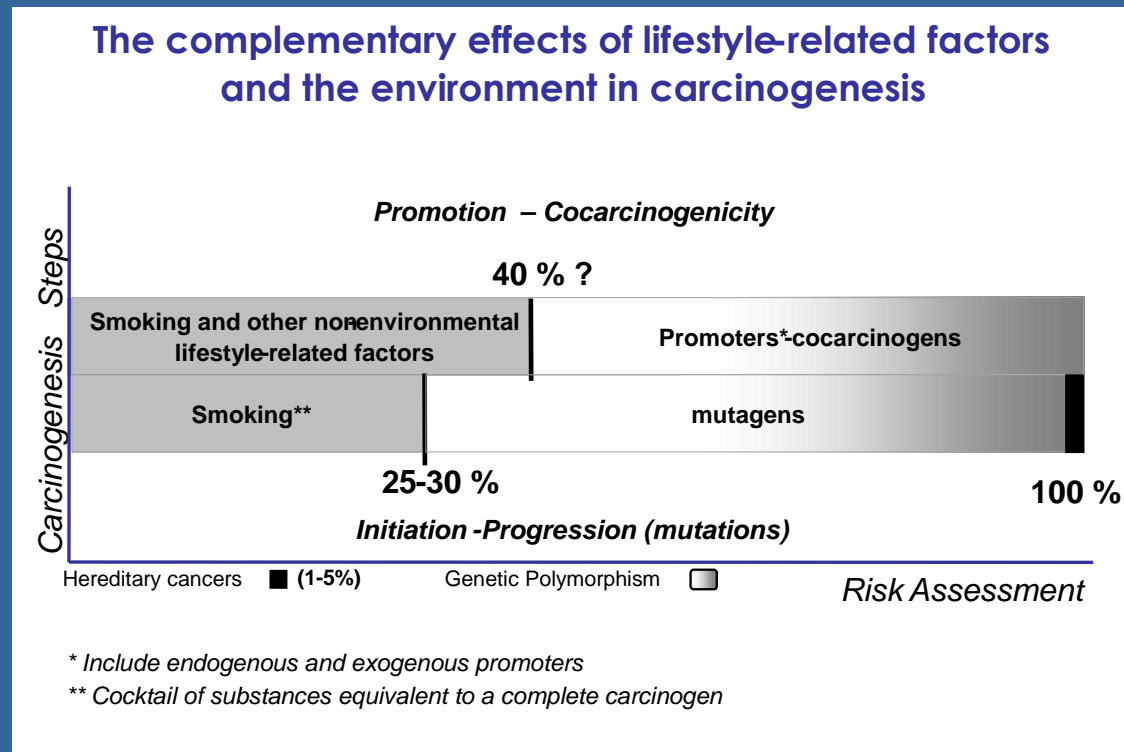 The complementary effects of lifestyle-related factors
and the environment in carcinogenesis
Carcinogenesis Steps
Promotion – Cocarcinogenicity
40 % ?
Smoking and other non-environmental
lifestyle-related factors
Promoters*-cocarcinogens
Smoking**
mutagens
25-30 %
100 %
Initiation -Progression (mutations)
Hereditary cancers (1-5%) Genetic Polymorphism
Risk Assessment
* Include endogenous and exogenous promoters
** Cocktail of substances equivalent to a complete carcinogen